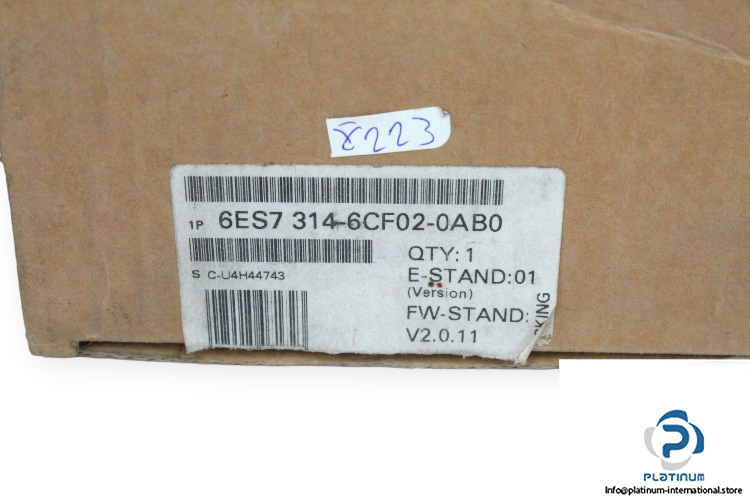 8223
1P 6ES7 314-6CF02-0AB0
S C-U4H44743
QTY: 1
E-STAND:01
(Version)
FW-STAND:
V2.0.11
KING
PLATINUM
Info@platinum-international.store